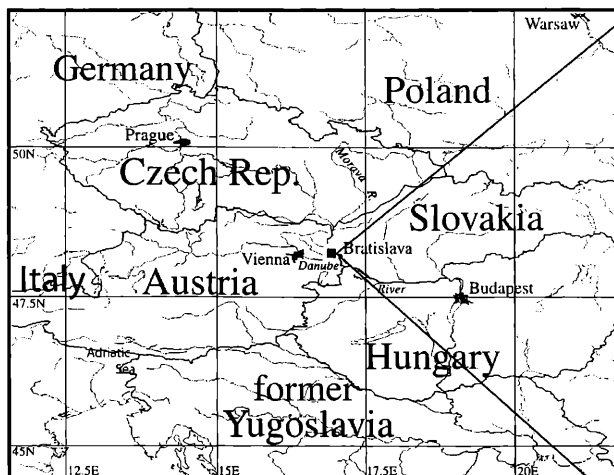 Warsaw
Germany
Poland
Prague
50N
Czech Rep.
Morava R.
Slovakia
Bratislava
Vienna
Danube
Italy
Austria
River
Budapest
47.5N
Adriatic
Sea
Hungary
former
Yugoslavia
45N
12.5E
15E
17.5E
120E